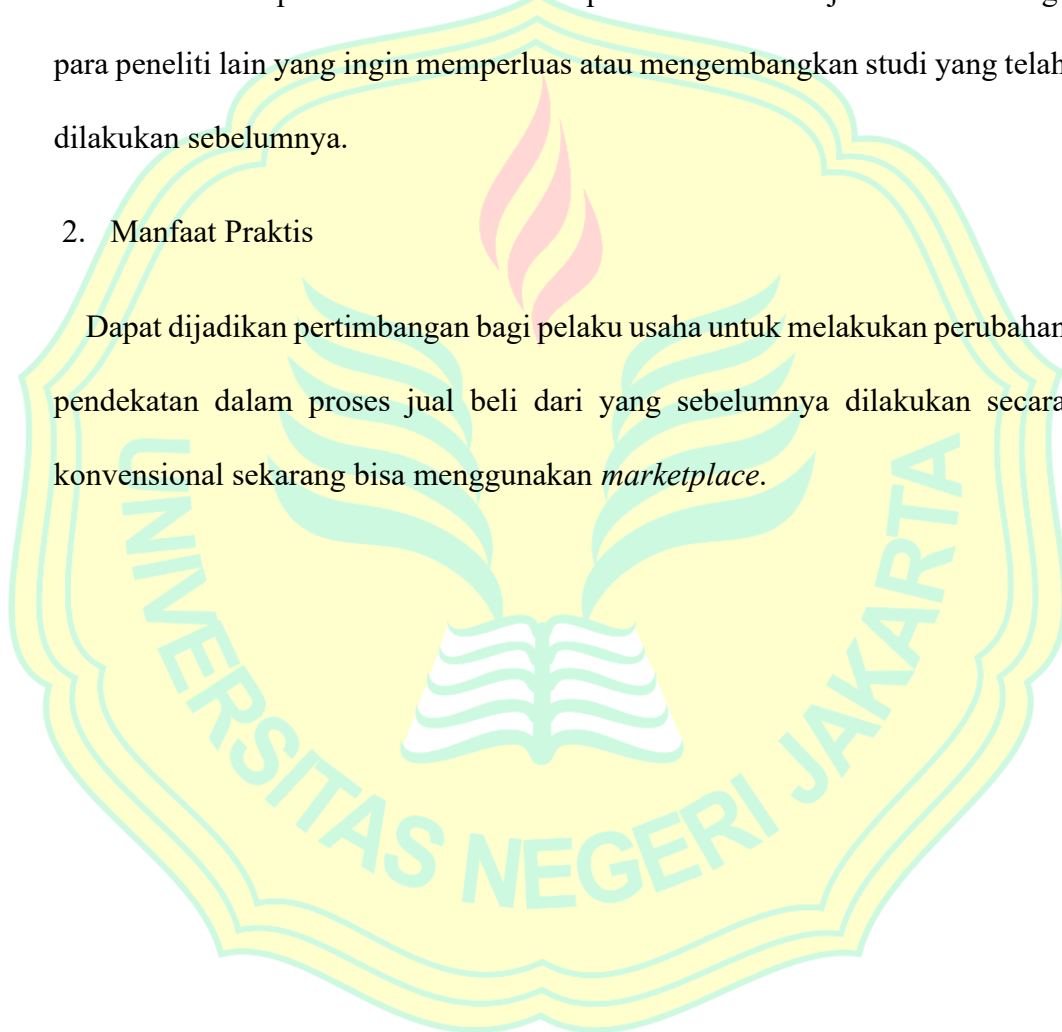 para peneliti lain yang ingin memperluas atau mengembangkan studi yang telah
dilakukan sebelumnya.
2. Manfaat Praktis
Dapat dijadikan pertimbangan bagi pelaku usaha untuk melakukan perubahan
pendekatan dalam proses jual beli dari yang sebelumnya dilakukan secara
konvensional sekarang bisa menggunakan marketplace.
UNIVERSITAS NEGERI JAKARTA